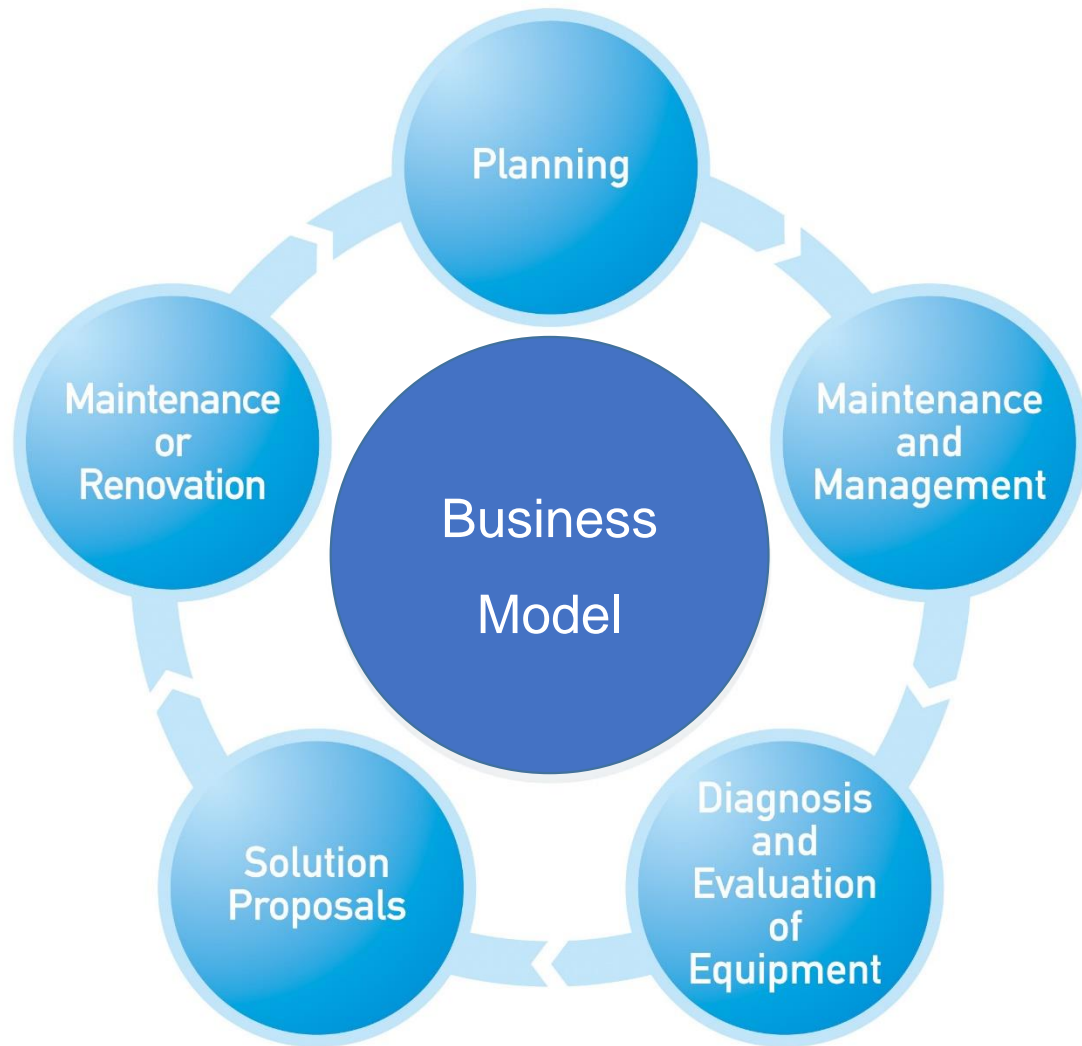 Planning
Maintenance
and
Management
Diagnosis
and
Evaluation
of
Equipment
Solution
Proposals
Maintenance
or
Renovation
Business
Model